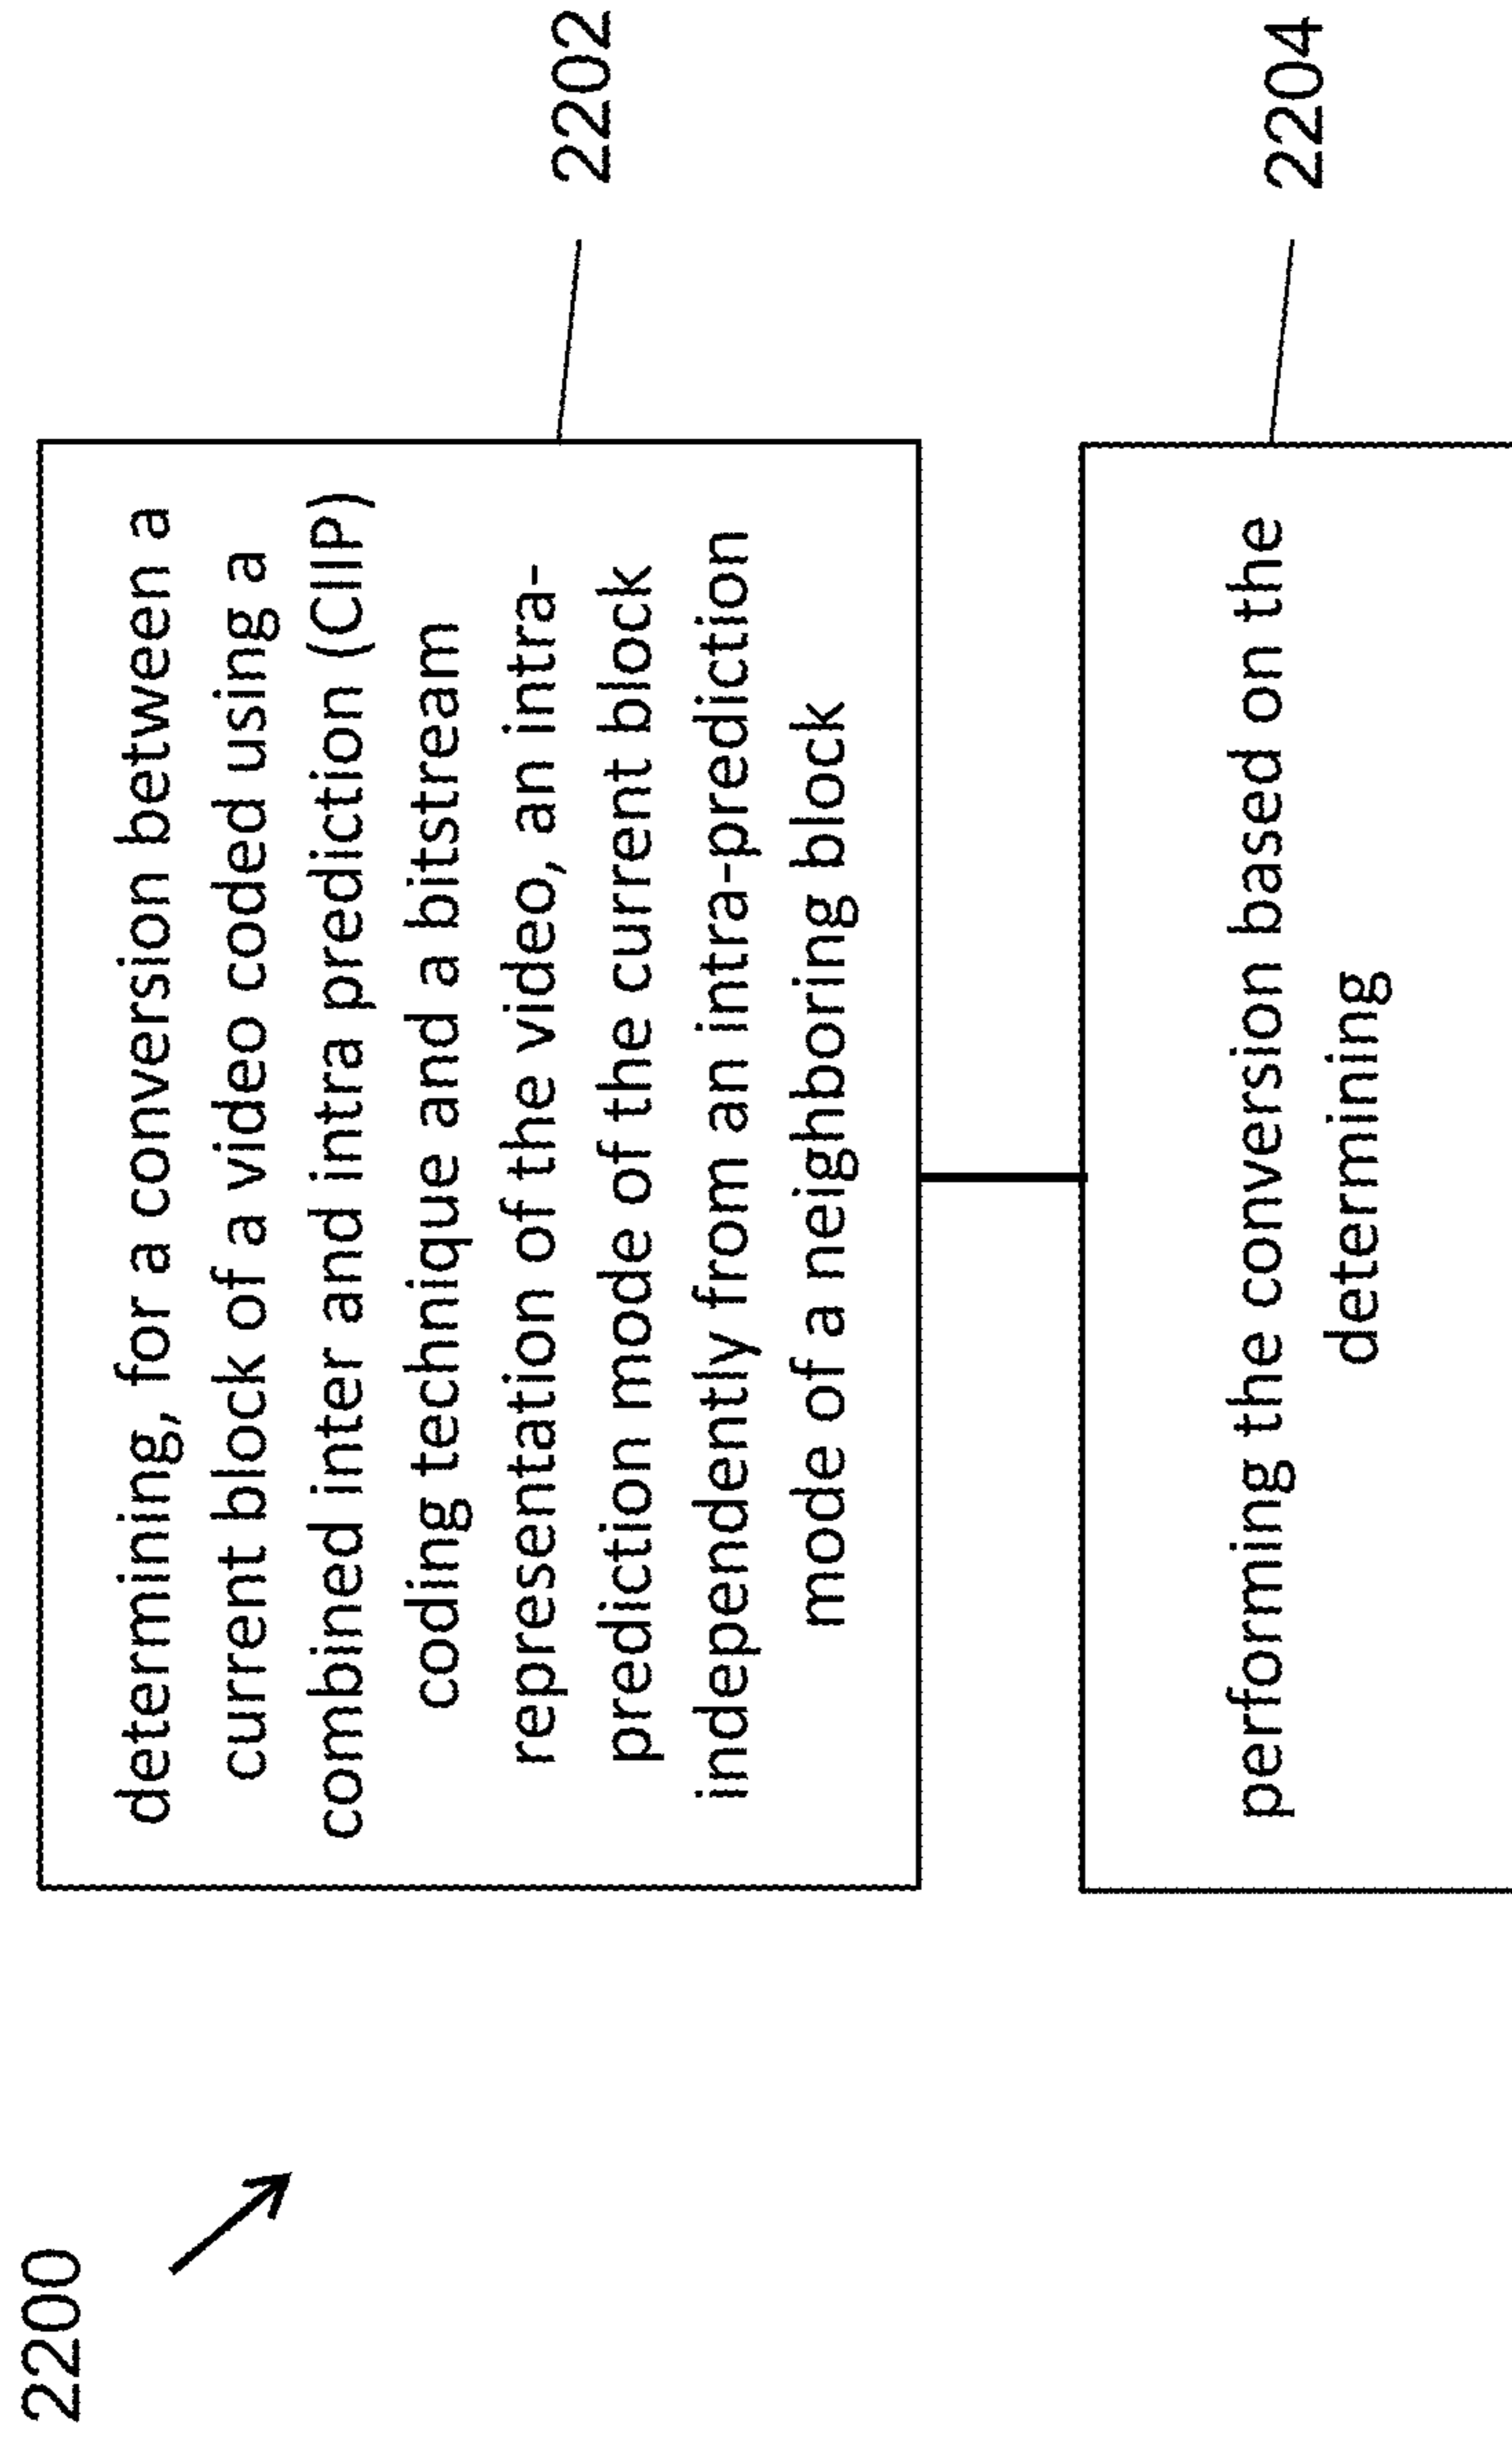 2200
determining, for a conversion between a
current block of a video coded using a
combined inter and intra prediction (CIIP)
coding technique and a bitstream
representation of the video, an intra-
prediction mode of the current block
independently from an intra-prediction
mode of a neighboring block
2202
performing the conversion based on the
determining
2204